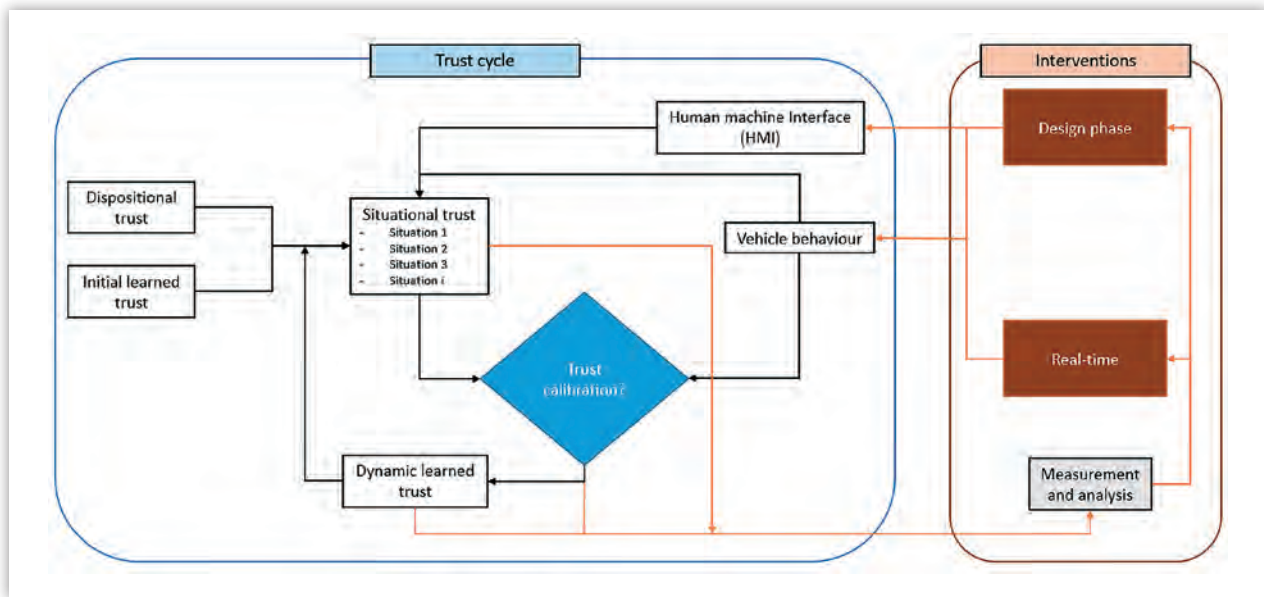 Trust cycle
Interventions
Human machine Interface
(HMI)
Design phase
Dispositional
trust
Situational trust
- Situation 1
- Situation 2
- Situation 3
- Situation i
Vehicle behaviour
Initial learned
trust
Real-time
Trust
calibration?
Dynamic learned
trust
Measurement
and analysis